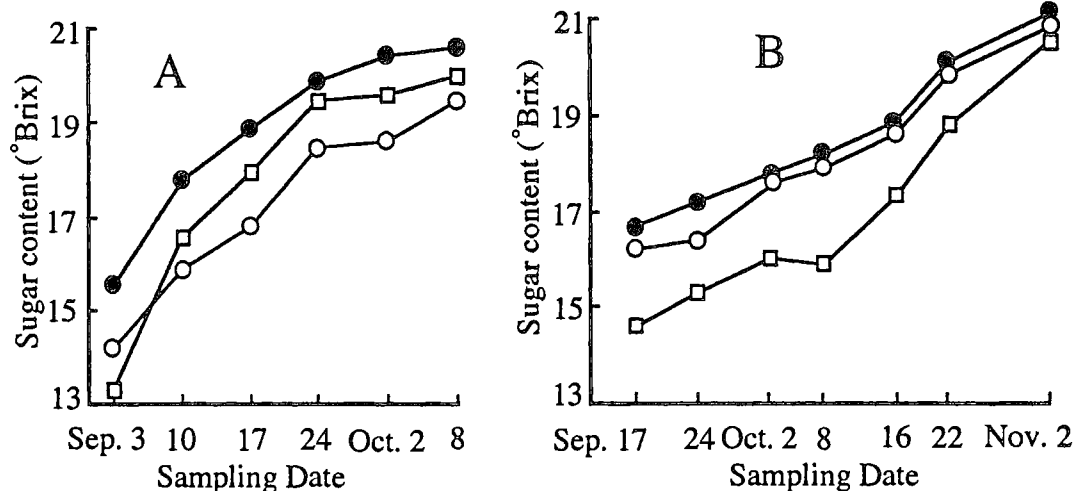 A
Sugar content (°Brix)
21
19
17
15
13
Sep. 3 10 17 24 Oct. 2 8
Sampling Date
B
Sugar content (°Brix)
21
19
17
15
13
Sep. 17 24 Oct. 2 8 16 22 Nov. 2
Sampling Date